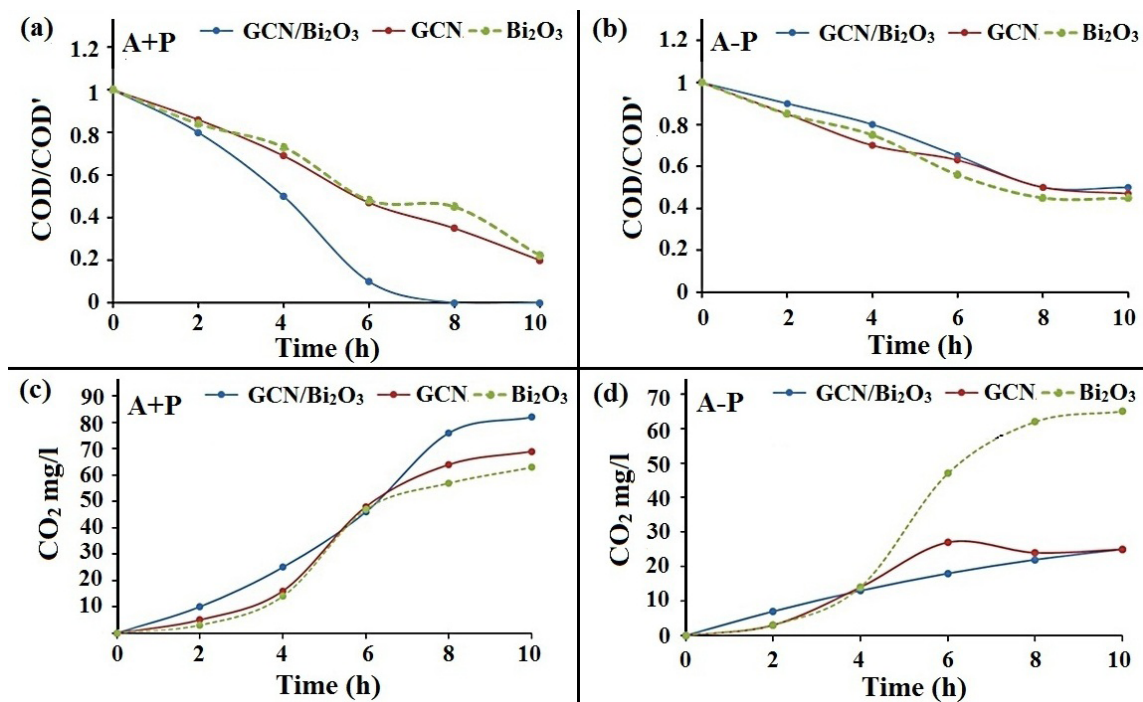 (a) A+P GCN/Bi₂O₃ GCN Bi₂O₃
1.2
1
0.8
0.6
0.4
0.2
0
COD/COD'
0 2 4 6 8 10
Time (h)
(b) A-P GCN/Bi₂O₃ GCN Bi₂O₃
1.2
1
0.8
0.6
0.4
0.2
0
COD/COD'
0 2 4 6 8 10
Time (h)
(c) A+P GCN/Bi₂O₃ GCN Bi₂O₃
90
80
70
60
50
40
30
20
10
CO₂ mg/l
0 2 4 6 8 10
Time (h)
(d) A-P GCN/Bi₂O₃ GCN Bi₂O₃
70
60
50
40
30
20
10
0
CO₂ mg/l
0 2 4 6 8 10
Time (h)